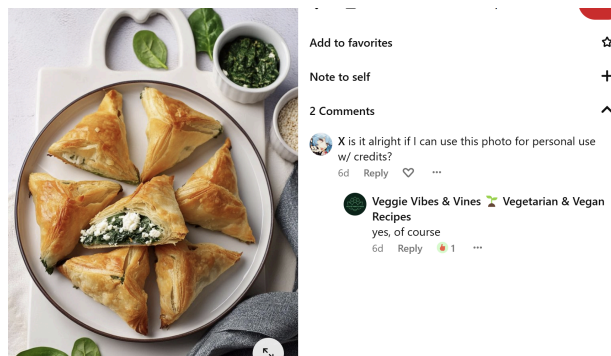 Add to favorites
Note to self
2 Comments
X is it alright if I can use this photo for personal use
w/ credits?
6d Reply
Veggie Vibes & Vines 🌱 Vegetarian & Vegan
Recipes
yes, of course
6d Reply 1